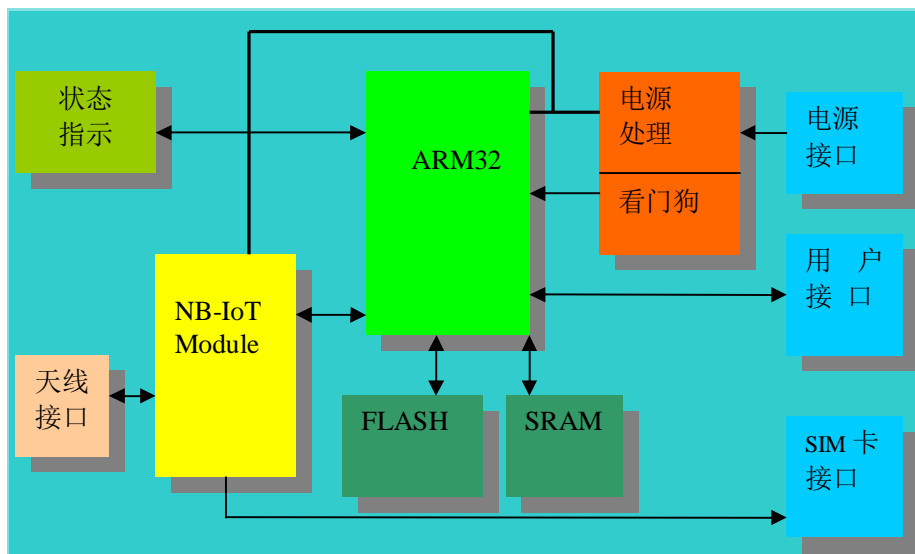 状态
指示
ARM32
电源
处理
看门狗
电源
接口
用 户
接 口
NB-IoT
Module
天线
接口
FLASH
SRAM
SIM 卡
接口